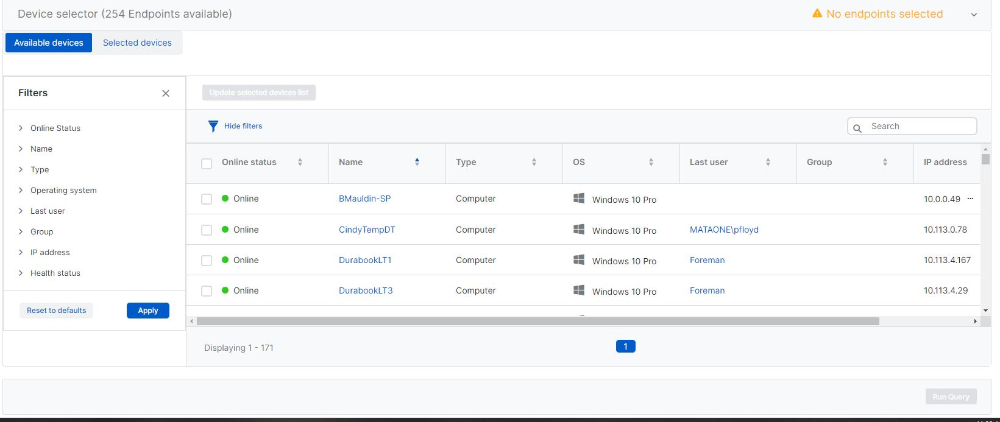 Device selector (254 Endpoints available)
No endpoints selected
Available devices
Selected devices
Filters
Online Status
Name
Type
Operating system
Last user
Group
IP address
Health status
Reset to defaults
Apply
Update selected devices list
Hide filters
Search
Online status Name Type OS Last user Group IP address
Online BMauldin-SP Computer Windows 10 Pro 10.0.0.49 ...
Online CindyTempDT Computer Windows 10 Pro MATAONE\pfloyd 10.113.0.78
Online DurabookLT1 Computer Windows 10 Pro Foreman 10.113.4.167
Online DurabookLT3 Computer Windows 10 Pro Foreman 10.113.4.29
Displaying 1 - 171
1
Run Query